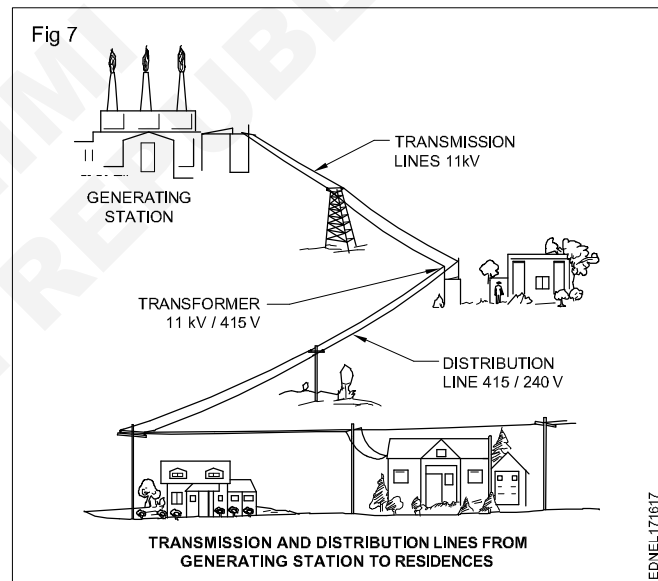 Fig 7
TRANSMISSION
LINES 11kV
GENERATING
STATION
TRANSFORMER
11 kV / 415 V
DISTRIBUTION
LINE 415 / 240 V
TRANSMISSION AND DISTRIBUTION LINES FROM
GENERATING STATION TO RESIDENCES
EDNEL171617